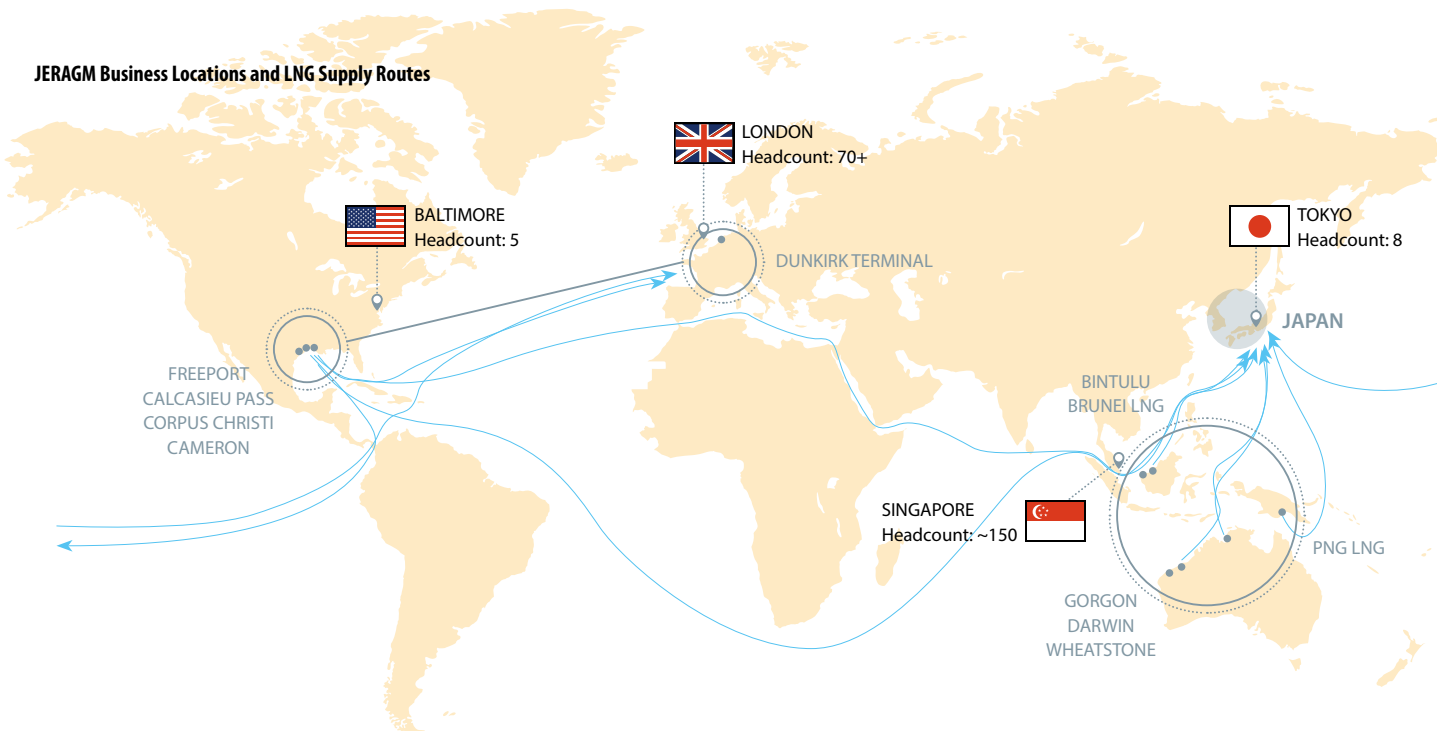 JERAGM Business Locations and LNG Supply Routes
LONDON
Headcount: 70+
BALTIMORE
Headcount: 5
TOKYO
Headcount: 8
DUNKIRK TERMINAL
JAPAN
FREEPORT
CALCASIEU PASS
CORPUS CHRISTI
CAMERON
BINTULU
BRUNEI LNG
SINGAPORE
Headcount: ~150
PNG LNG
GORGON
DARWIN
WHEATSTONE